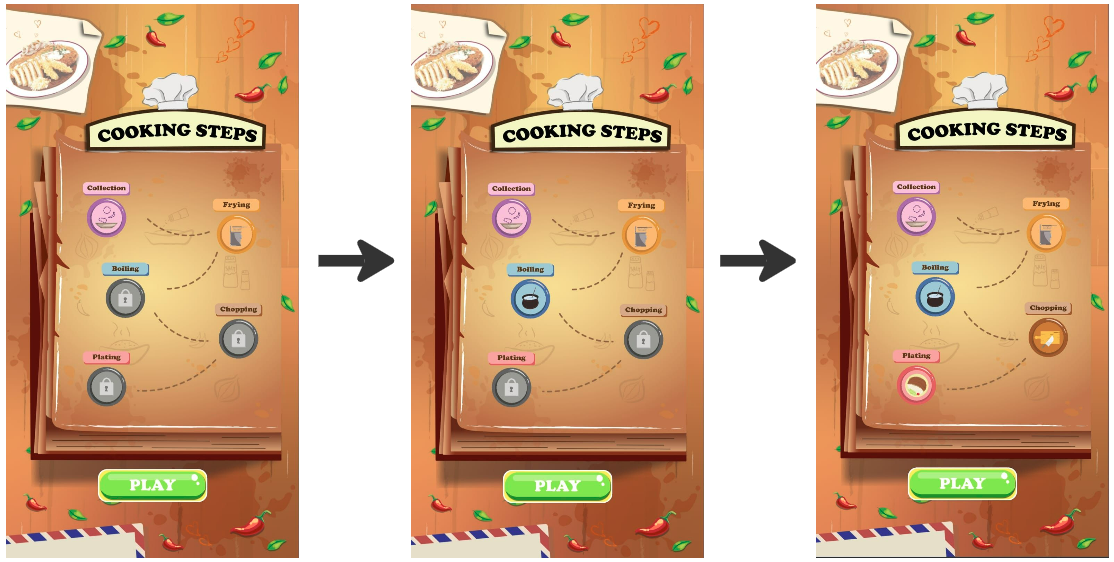 COOKING STEPS
Collection
Frying
Boiling
Chopping
Plating
PLAY
COOKING STEPS
Collection
Frying
Boiling
Chopping
Plating
PLAY
COOKING STEPS
Collection
Frying
Boiling
Chopping
Plating
PLAY